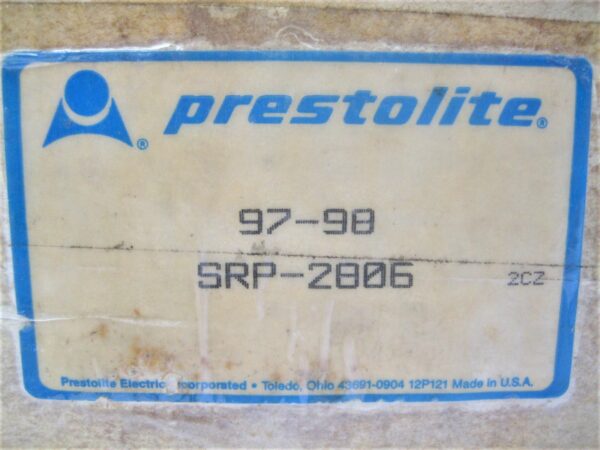 prestolite®
®
97-98
SRP-2806
2CZ
Prestolite Electric Incorporated • Toledo, Ohio 43691-0904 12P121 Made in U.S.A.